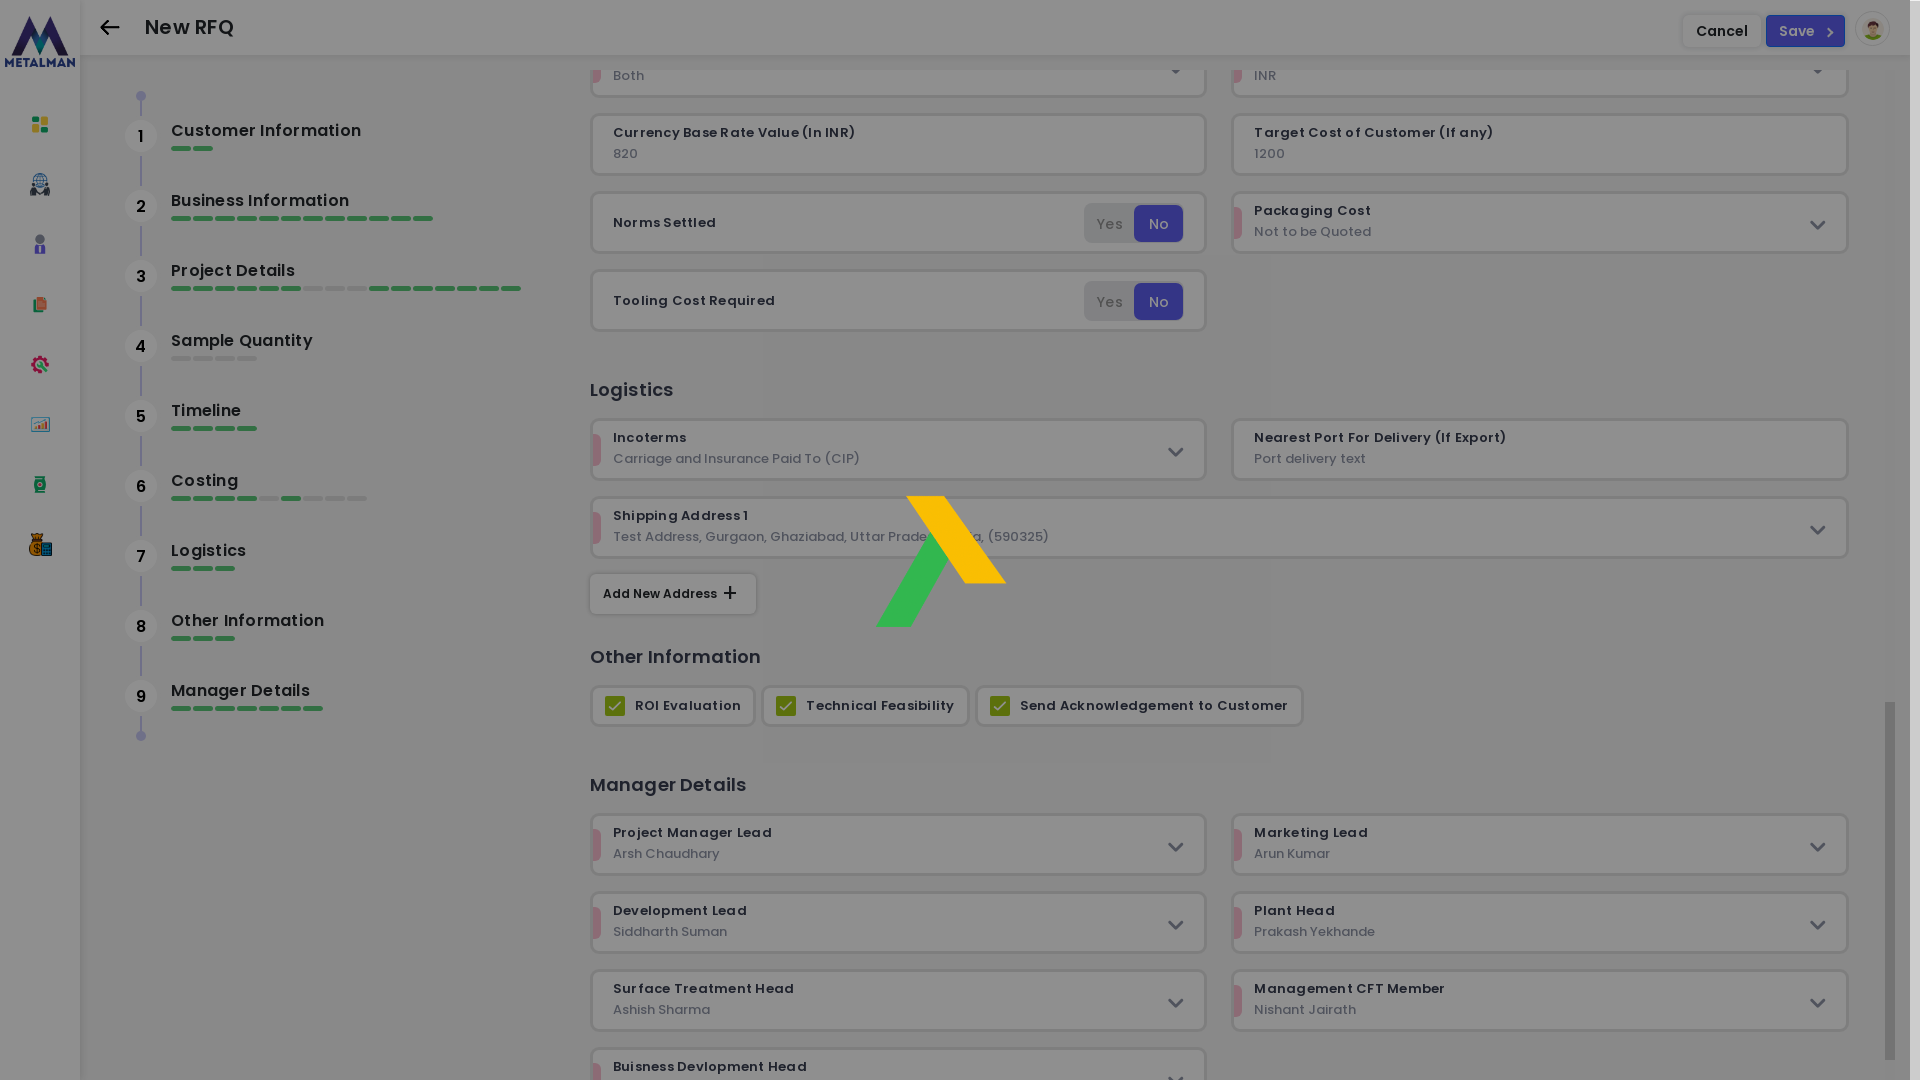 METALMAN
New RFQ
Cancel
Save
1 Customer Information
2 Business Information
3 Project Details
4 Sample Quantity
5 Timeline
6 Costing
7 Logistics
8 Other Information
9 Manager Details
Both
INR
Currency Base Rate Value (In INR)
820
Target Cost of Customer (If any)
1200
Norms Settled
Yes No
Packaging Cost
Not to be Quoted
Tooling Cost Required
Yes No
Logistics
Incoterms
Carriage and Insurance Paid To (CIP)
Nearest Port For Delivery (If Export)
Port delivery text
Shipping Address 1
Test Address, Gurgaon, Ghaziabad, Uttar (590325)
Add New Address +
Other Information
ROI Evaluation
Technical Feasibility
Send Acknowledgement to Customer
Manager Details
Project Manager Lead
Arsh Chaudhary
Marketing Lead
Arun Kumar
Development Lead
Siddharth Suman
Plant Head
Prakash Yekhande
Surface Treatment Head
Ashish Sharma
Management CFT Member
Nishant Jairath
Buisness Devlopment Head